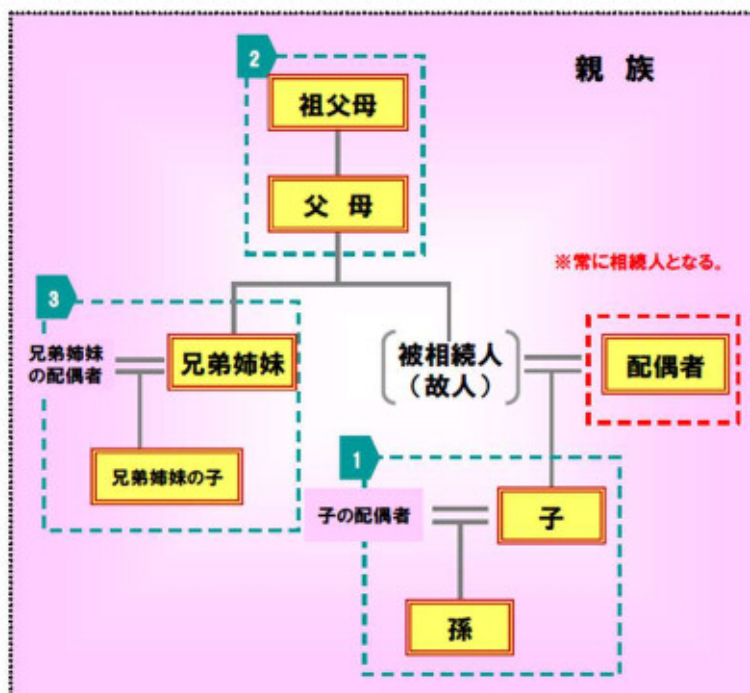 親 族
2
祖父母
父 母
※常に相続人となる。
3
兄弟姉妹
の配偶者
兄弟姉妹
被相続人
（故人）
配偶者
兄弟姉妹の子
1
子の配偶者
子
孫